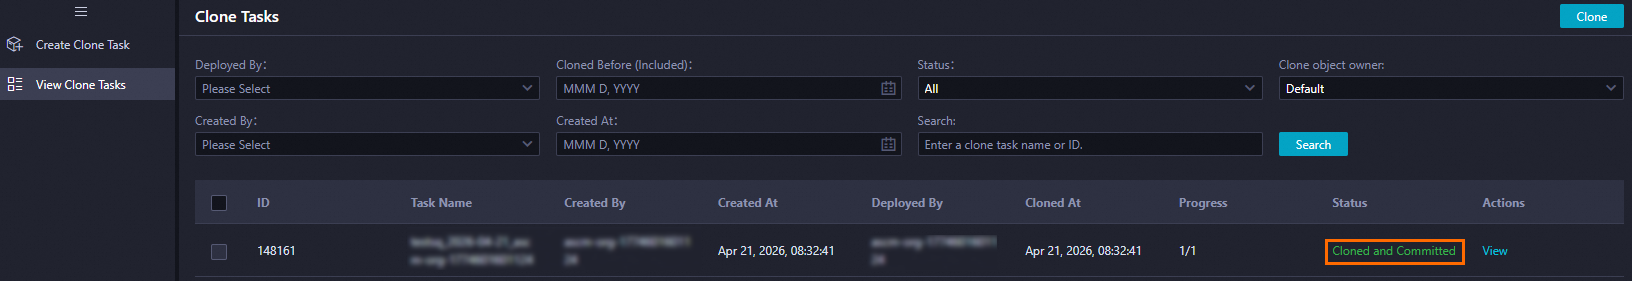 Clone Tasks
Clone
Create Clone Task
View Clone Tasks
Deployed By:
Cloned Before (Included):
Status:
Clone object owner:
Please Select
MMM D, YYYY
All
Default
Created By:
Created At:
Search:
Please Select
MMM D, YYYY
Enter a clone task name or ID.
Search
ID
Task Name
Created By
Created At
Deployed By
Cloned At
Progress
Status
Actions
148161
Apr 21, 2026, 08:32:41
Apr 21, 2026, 08:32:41
1/1
Cloned and Committed
View